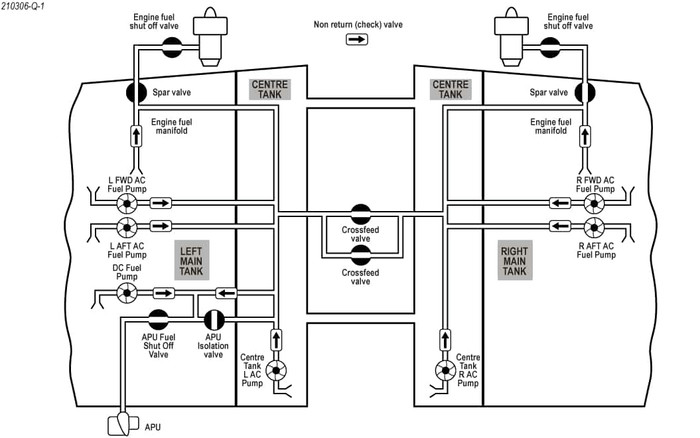 210306-Q-1
Engine fuel
shut off valve
Non return (check) valve
Engine fuel
shut off valve
Spar valve
CENTRE
TANK
CENTRE
TANK
Spar valve
Engine fuel
manifold
Engine fuel
manifold
L FWD AC
Fuel Pump
R FWD AC
Fuel Pump
Crossfeed
valve
L AFT AC
Fuel Pump
LEFT
MAIN
TANK
RIGHT
MAIN
TANK
R AFT AC
Fuel Pump
Crossfeed
valve
DC Fuel
Pump
APU Fuel
Shut Off
Valve
APU
Isolation
valve
Centre
Tank
L AC
Pump
Centre
Tank
R AC
Pump
APU